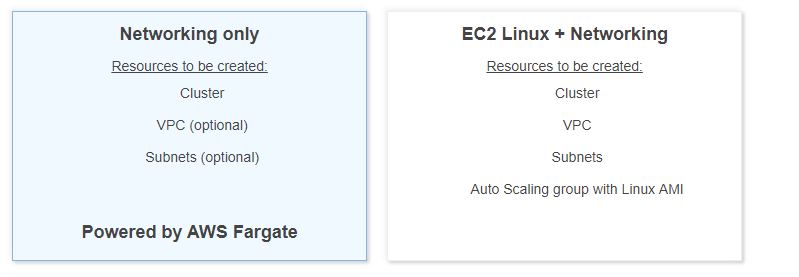 Networking only
Resources to be created:
Cluster
VPC (optional)
Subnets (optional)
Powered by AWS Fargate
EC2 Linux + Networking
Resources to be created:
Cluster
VPC
Subnets
Auto Scaling group with Linux AMI